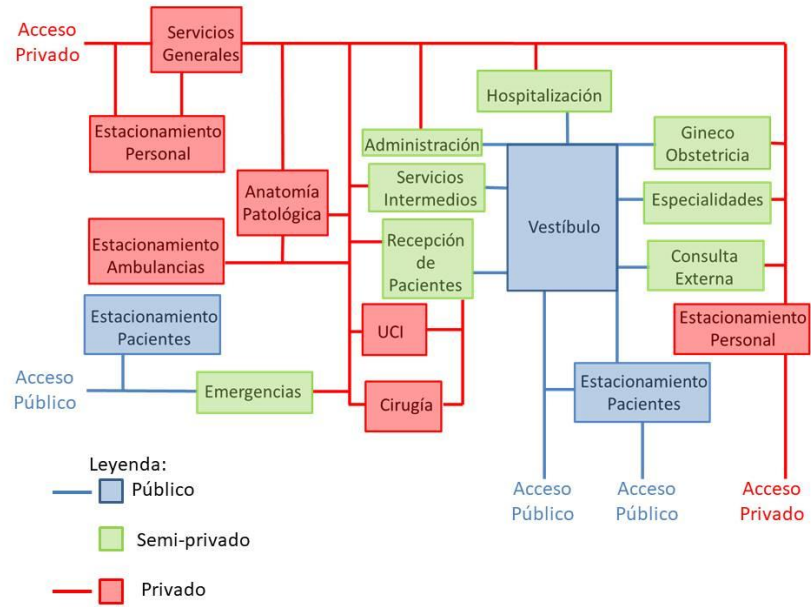 Acceso
Privado
Servicios
Generales
Hospitalización
Estacionamiento
Personal
Administración
Gineco
Obstetricia
Anatomía
Patológica
Servicios
Intermedios
Especialidades
Vestíbulo
Estacionamiento
Ambulancias
Recepción
de
Pacientes
Consulta
Externa
Estacionamiento
Pacientes
UCI
Estacionamiento
Personal
Acceso
Público
Emergencias
Cirugía
Estacionamiento
Pacientes
Leyenda:
Público
Semi-privado
Privado
Acceso
Público
Acceso
Público
Acceso
Privado